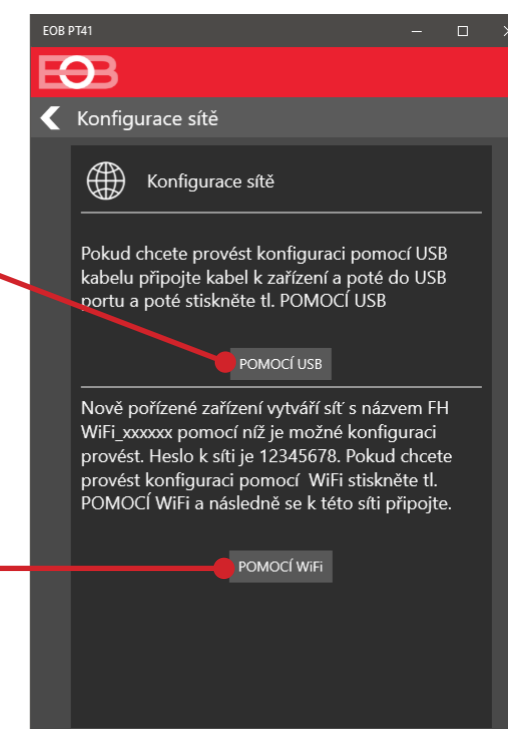 EOB PT41
EOB
Konfigurace sítě
Konfigurace sítě
Pokud chcete provést konfiguraci pomocí USB
kabelu připojte kabel k zařízení a poté do USB
portu a poté stiskněte tl. POMOCÍ USB
POMOCÍ USB
Nově pořízené zařízení vytváří síť s názvem FH
WiFi_xxxxxx pomocí níž je možné konfiguraci
provést. Heslo k síti je 12345678. Pokud chcete
provést konfiguraci pomocí  WiFi stiskněte tl.
POMOCÍ WiFi a následně se k této síti připojte.
POMOCÍ WiFi